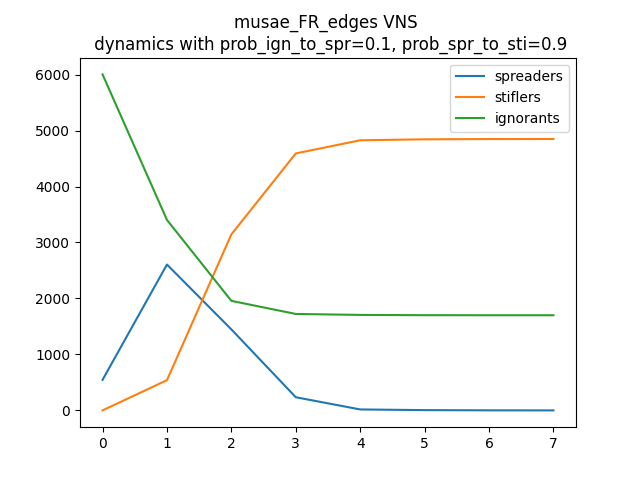 musae_FR_edges VNS
dynamics with prob_ign_to_spr=0.1, prob_spr_to_sti=0.9
spreaders
stiflers
ignorants
6000
5000
4000
3000
2000
1000
0
0 1 2 3 4 5 6 7